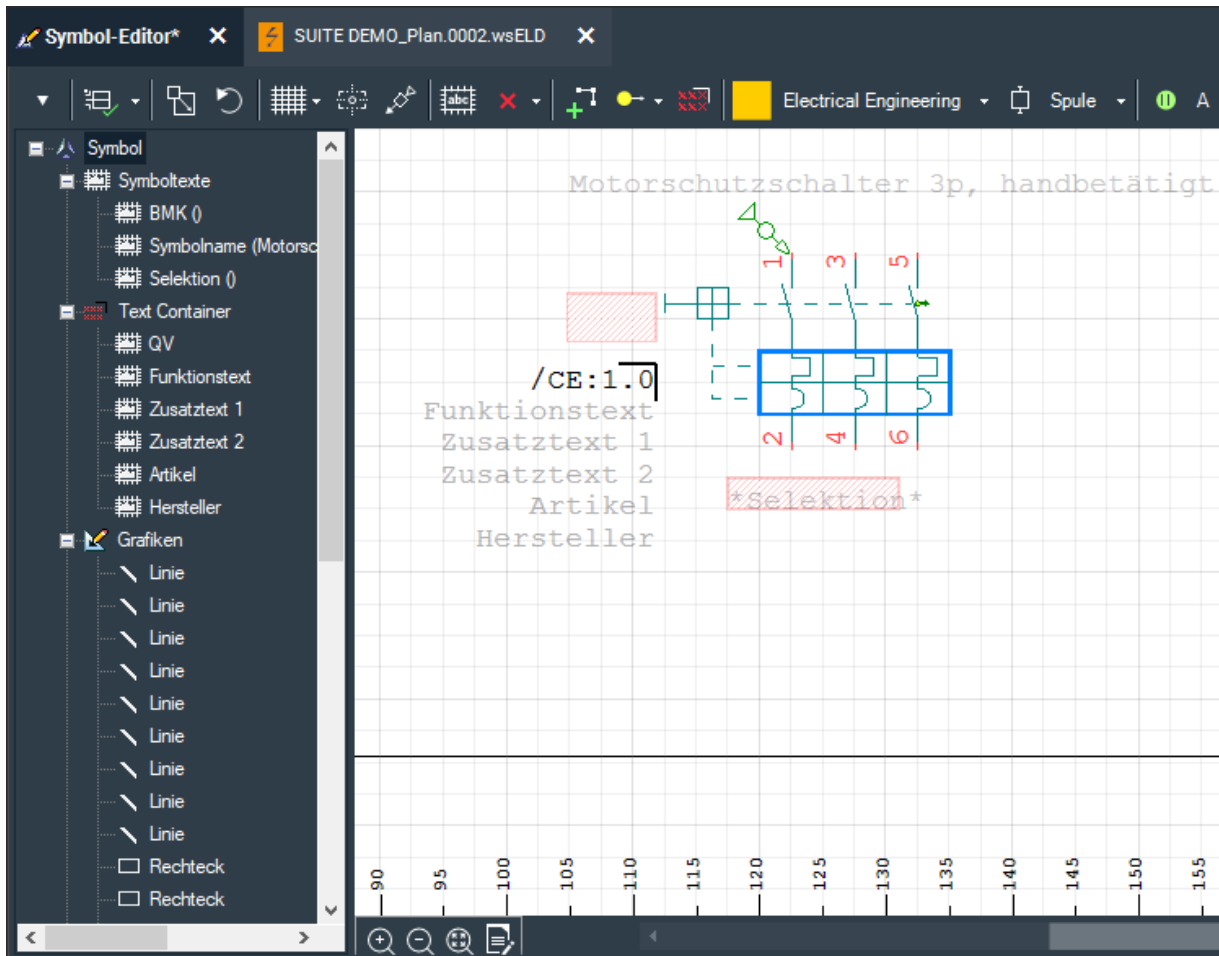 Symbol-Editor*
SUITE DEMO_Plan.0002.wsELD
abc
Electrical Engineering
Spule
A
Symbol
Symboltexte
BMK ()
Symbolname (Motorsc
Selektion ()
Text Container
QV
Funktionstext
Zusatztext 1
Zusatztext 2
Artikel
Hersteller
Grafiken
Linie
Linie
Linie
Linie
Linie
Linie
Linie
Linie
Linie
Rechteck
Rechteck
Motorschutzschalter 3p, handbetätigt
1 3 5
/CE:1.0
Funktionstext
Zusatztext 1
Zusatztext 2
Artikel
Hersteller
2 4 6
*Selektion*
90 95 100 105 110 115 120 125 130 135 140 145 150 155